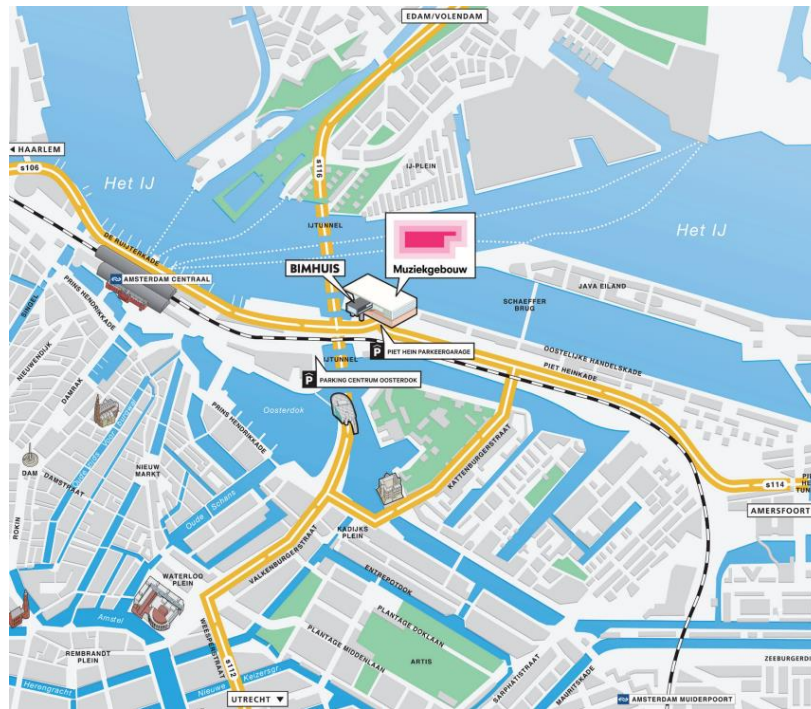 EDAM/VOLENDAM
◄ HAARLEM
s106
s116
Het IJ
IJ-PLEIN
DE RUIJTERKADE
IJTUNNEL
Muziekgebouw
Het IJ
BIMHUIS
AMSTERDAM CENTRAAL
JAVA EILAND
SCHAEFFER
BRUG
PRINS HENDRIKKADE
SINGEL
NIEUWENDIJK
DAMRAK
P PIET HEIN PARKEERGARAGE
IJTUNNEL
P PARKING CENTRUM OOSTERDOK
OOSTELIJKE HANDELSKADE
PIET HEINKADE
Oosterdok
PRINS HENDRIKKADE
KATTENBURGERSTRAAT
DAM
DAMSTRAAT
NIEUW
MARKT
Oude Schans
ROKIN
s114
AMERSFOORT
KADIJKS
PLEIN
VALKENBURGERSTRAAT
ENTREPOTDOK
WATERLOO
PLEIN
Amstel
WEESPERSTRAAT
PLANTAGE DOKLAAN
PLANTAGE MIDDENLAAN
ARTIS
REMBRANDT
PLEIN
s112
Herengracht
Nieuwe Keizersgr.
SARPHATISTRAAT
MAURITSKADE
ZEEBURGERD
UTRECHT ▼
AMSTERDAM MUIDERPOORT